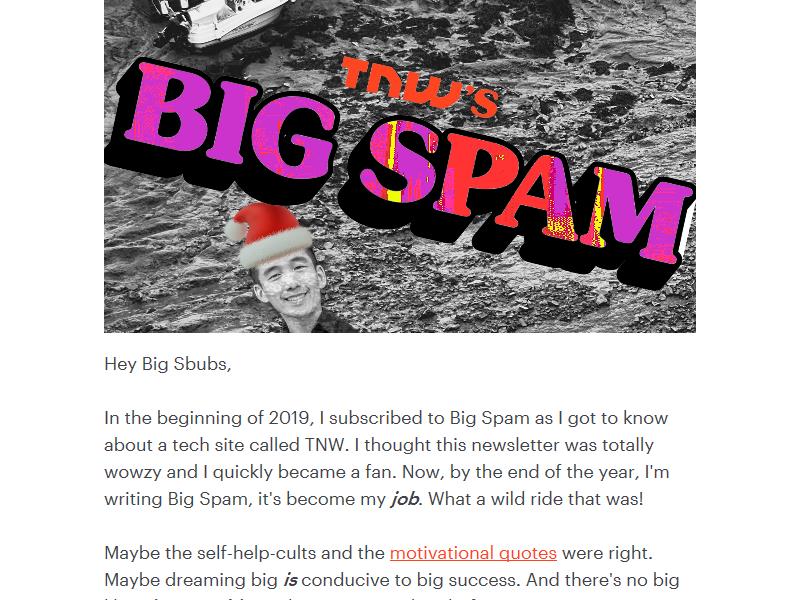 TNW'S
BIG SPAM
Hey Big Sbubs,
In the beginning of 2019, I subscribed to Big Spam as I got to know
about a tech site called TNW. I thought this newsletter was totally
wowzy and I quickly became a fan. Now, by the end of the year, I'm
writing Big Spam, it's become my job. What a wild ride that was!
Maybe the self-help-cults and the motivational quotes were right.
Maybe dreaming big is conducive to big success. And there's no big